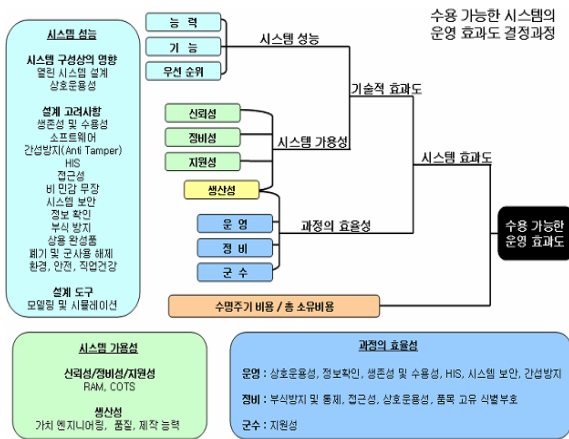 수용 가능한 시스템의
운영 효과도 결정과정
시스템 성능
시스템 구성상의 명향
열린 시스템 설계
상호운용성
설계 고려사항
생존성 및 수용성
소프트웨어
간섭방지(Anti Tamper)
HIS
접근성
비 민감 무장
시스템 보안
정보 확인
부식 방지
상용 완성품
폐기 및 군사용 해제
환경, 안전, 직업건강
설계 도구
모델링 및 시뮬레이션
능 력
기 능
우선 순위
시스템 성능
기술적 효과도
신뢰성
정비성
지원성
시스템 가용성
시스템 효과도
생산성
운 영
정 비
군 수
과정의 효율성
수용 가능한
운영 효과도
수명주기 비용 / 총 소유비용
시스템 가용성
신뢰성/정비성/지원성
RAM, COTS
생산성
가치 엔지니어링, 품질, 제작 능력
과정의 효율성
운영 : 상호운용성, 정보확인, 생존성 및 수용성, HIS, 시스템 보안, 간섭방지
정비 : 부식방지 및 통제, 접근성, 상호운용성, 품목 고유 식별부호
군수 : 지원성